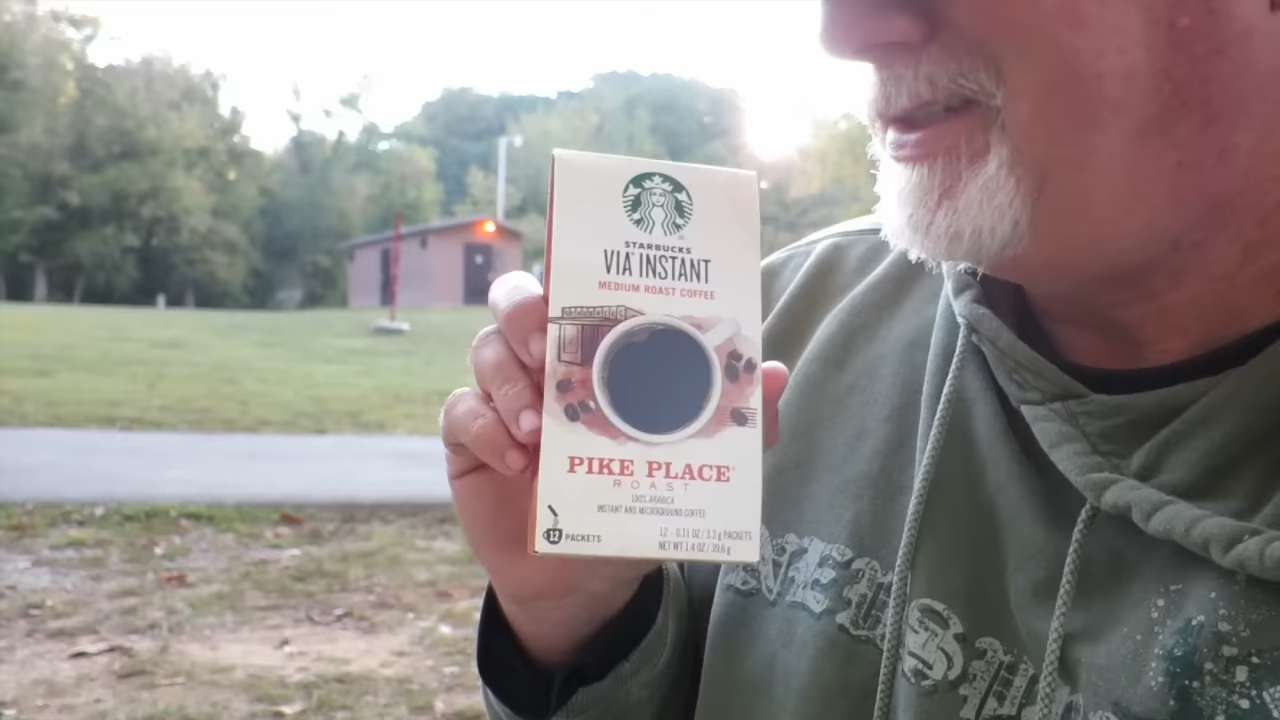 STARBUCKS
VIA INSTANT
MEDIUM ROAST COFFEE
PIKE PLACE®
ROAST
100% ARABICA
INSTANT AND MICROGROUND COFFEE
12 PACKETS
12 - 0.11 OZ / 3.3 g PACKETS
NET WT 1.4 OZ / 39.6 g